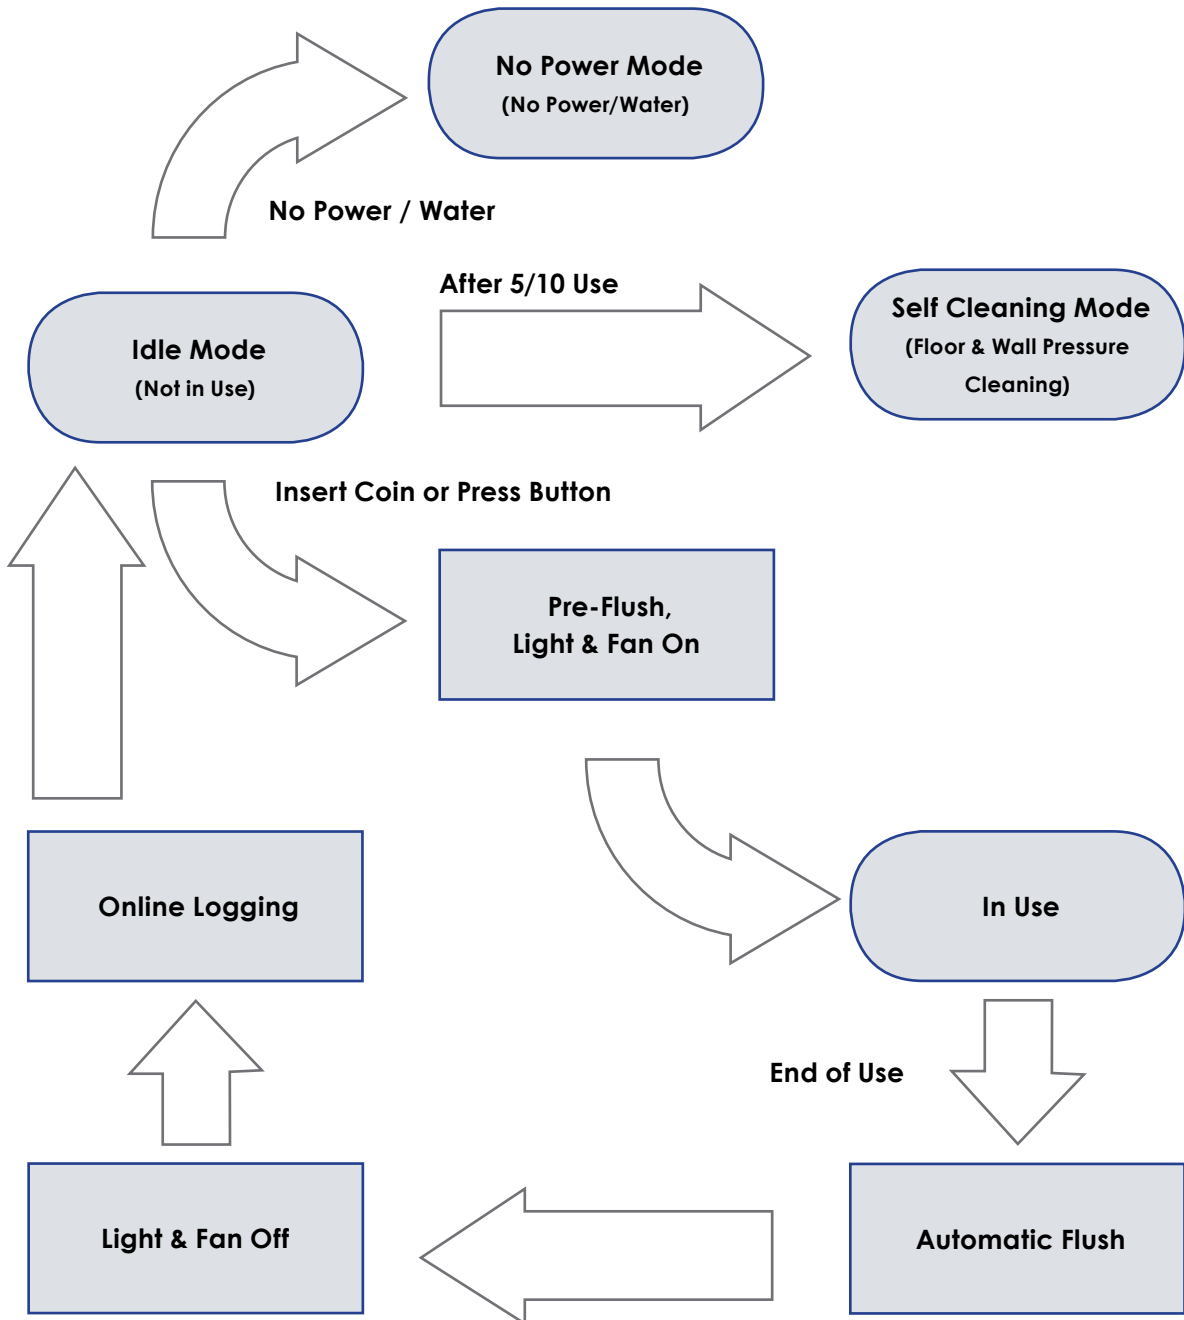 No Power Mode
(No Power/Water)
No Power / Water
After 5/10 Use
Self Cleaning Mode
(Floor & Wall Pressure
Cleaning)
Idle Mode
(Not in Use)
Insert Coin or Press Button
Pre-Flush,
Light & Fan On
Online Logging
In Use
End of Use
Light & Fan Off
Automatic Flush